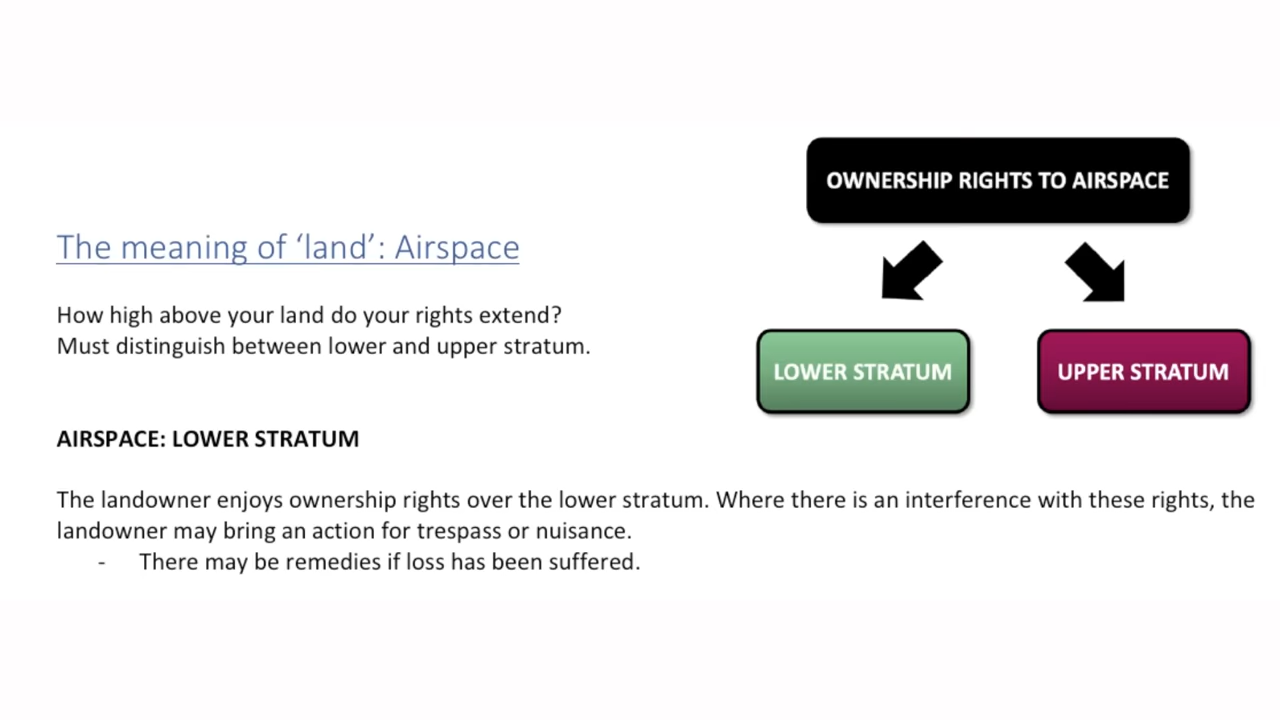 OWNERSHIP RIGHTS TO AIRSPACE
LOWER STRATUM
UPPER STRATUM
The meaning of ‘land’: Airspace
How high above your land do your rights extend?
Must distinguish between lower and upper stratum.
AIRSPACE: LOWER STRATUM
The landowner enjoys ownership rights over the lower stratum. Where there is an interference with these rights, the
landowner may bring an action for trespass or nuisance.
- There may be remedies if loss has been suffered.